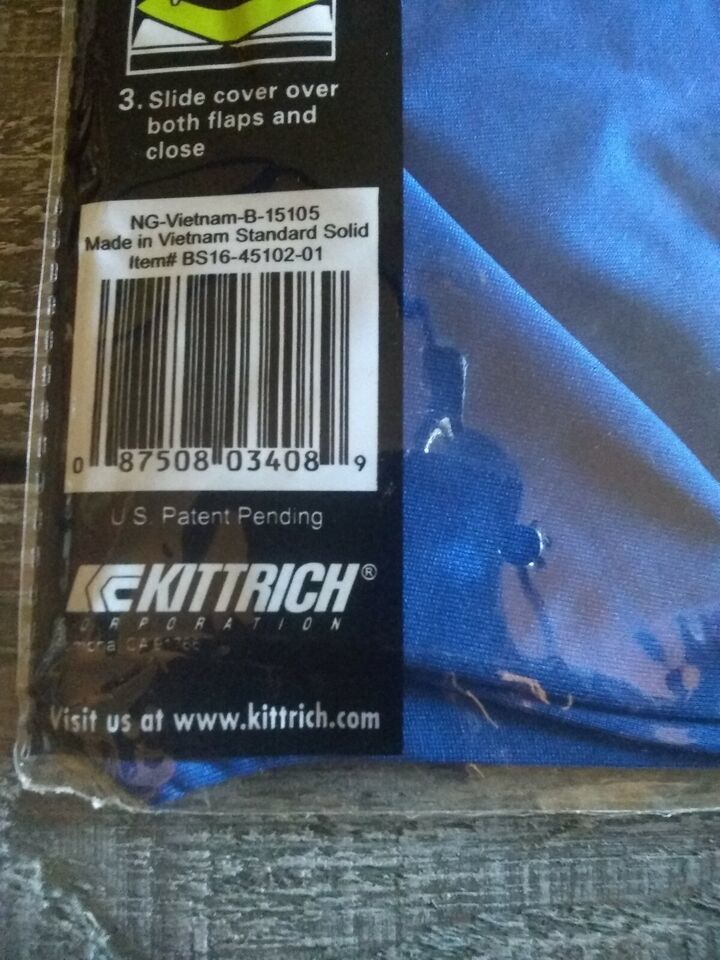 3. Slide cover over
both flaps and
close
NG-Vietnam-B-15105
Made in Vietnam Standard Solid
Item# BS16-45102-01
0 87508 03408 9
U.S. Patent Pending
KITTRICH®
CORPORATION
CA
Visit us at www.kittrich.com